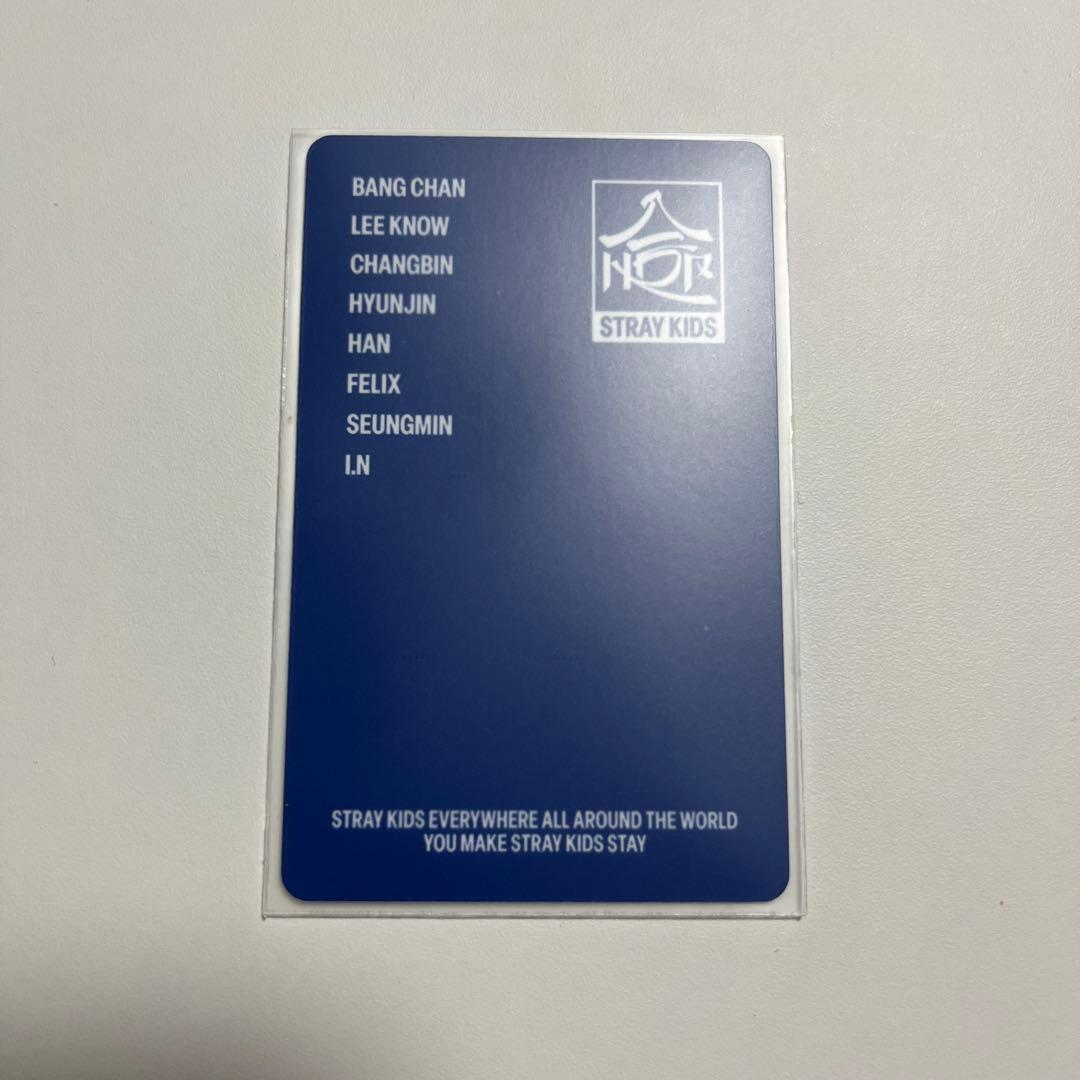 BANG CHAN
LEE KNOW
CHANGBIN
HYUNJIN
HAN
FELIX
SEUNGMIN
I.N
STRAY KIDS
STRAY KIDS EVERYWHERE ALL AROUND THE WORLD
YOU MAKE STRAY KIDS STAY